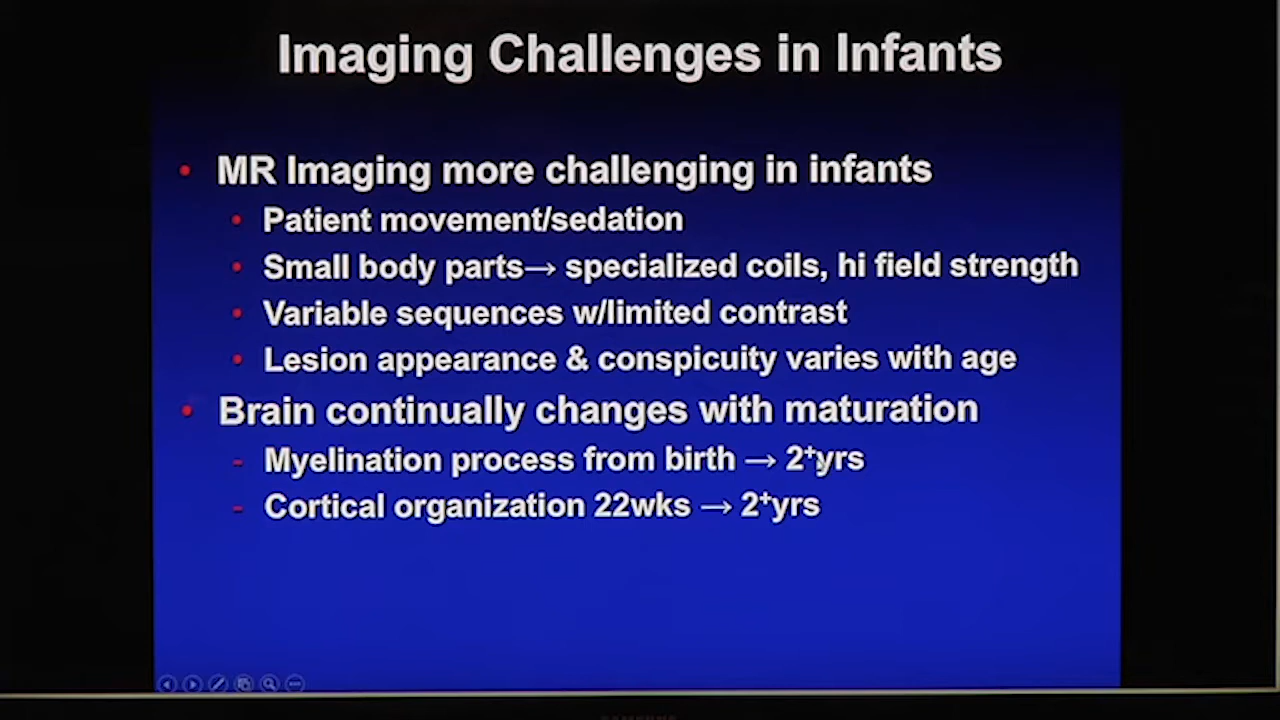 Imaging Challenges in Infants
• MR Imaging more challenging in infants
• Patient movement/sedation
• Small body parts→ specialized coils, hi field strength
• Variable sequences w/limited contrast
• Lesion appearance & conspicuity varies with age
• Brain continually changes with maturation
- Myelination process from birth → 2⁺yrs
- Cortical organization 22wks → 2⁺yrs